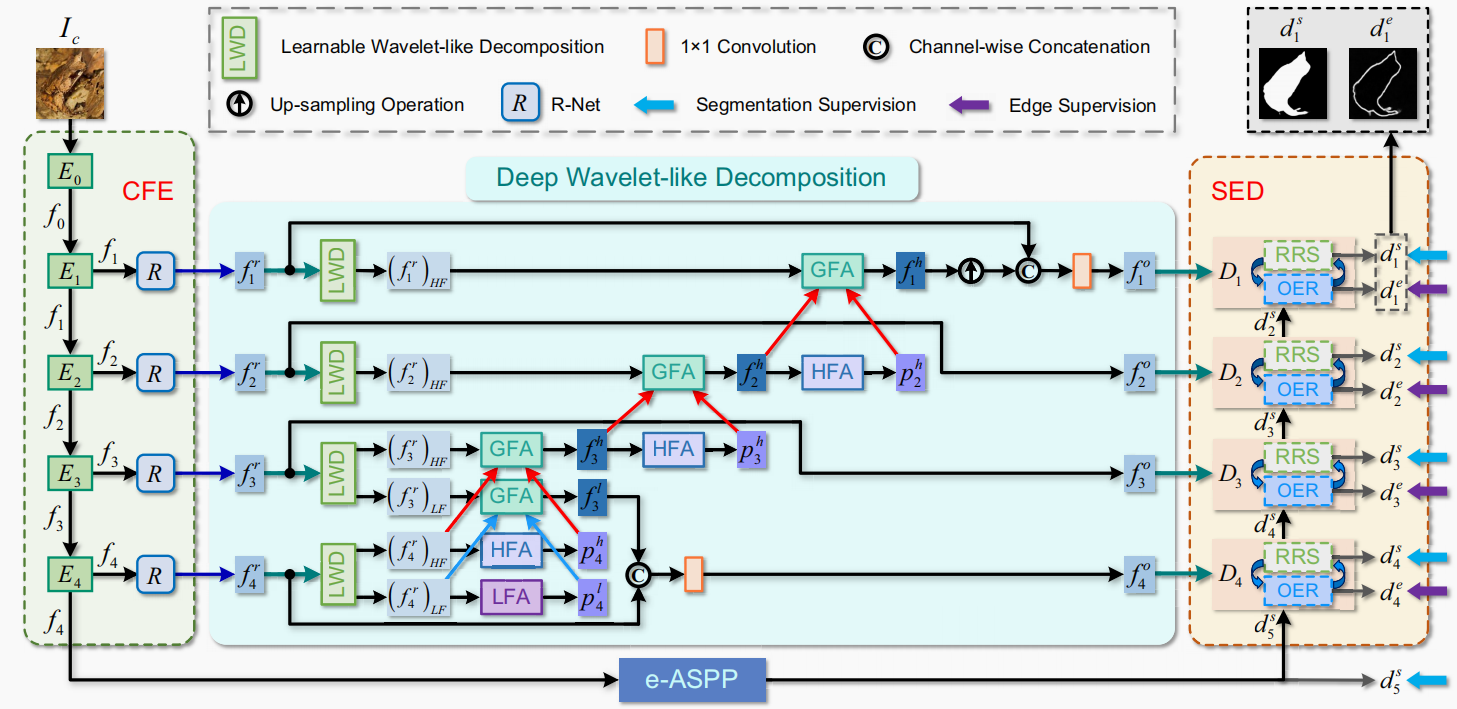 I_c
LWD Learnable Wavelet-like Decomposition 1×1 Convolution C Channel-wise Concatenation
Up-sampling Operation R R-Net Segmentation Supervision Edge Supervision
d_1^s d_1^e
CFE
E_0
f_0
Deep Wavelet-like Decomposition
SED
E_1 f_1 R f_1^r LWD (f_1^r)_HF GFA f_1^h C f_1^o D_1 RRS OER d_1^s d_1^e
f_1
d_2^s
E_2 f_2 R f_2^r LWD (f_2^r)_HF GFA f_2^h HFA p_2^h f_2^o D_2 RRS OER d_2^s d_2^e
f_2
d_3^s
E_3 f_3 R f_3^r LWD (f_3^r)_HF GFA f_3^h HFA p_3^h f_3^o D_3 RRS OER d_3^s d_3^e
(f_3^r)_LF GFA f_3^l
f_3
d_4^s
E_4 f_4 R f_4^r LWD (f_4^r)_HF HFA p_4^h C f_4^o D_4 RRS OER d_4^s d_4^e
(f_4^r)_LF LFA p_4^l
f_4
d_5^s
e-ASPP d_5^s